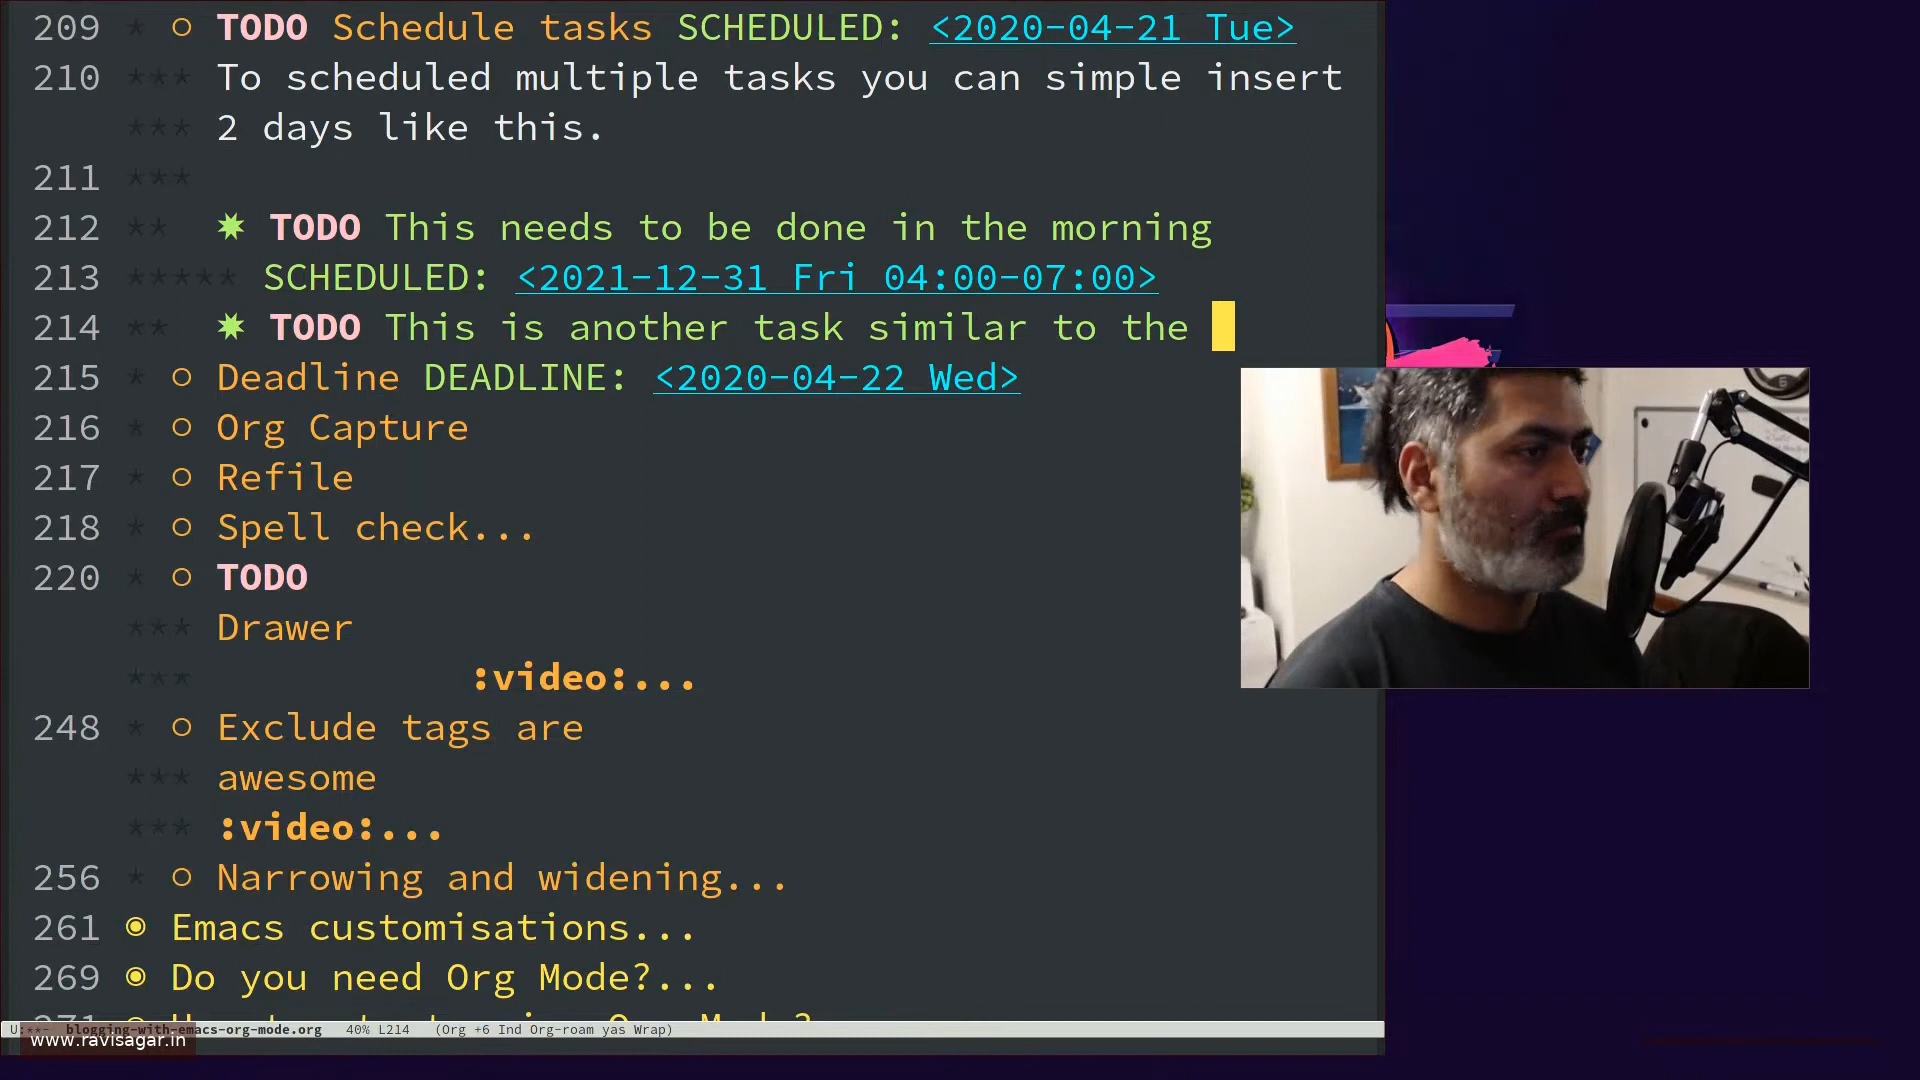 209 * ○ TODO Schedule tasks SCHEDULED: <2020-04-21 Tue>
210 *** To scheduled multiple tasks you can simple insert
*** 2 days like this.
211 ***
212 ** ✸ TODO This needs to be done in the morning
213 ***** SCHEDULED: <2021-12-31 Fri 04:00-07:00>
214 ** ✸ TODO This is another task similar to the
215 * ○ Deadline DEADLINE: <2020-04-22 Wed>
216 * ○ Org Capture
217 * ○ Refile
218 * ○ Spell check...
220 * ○ TODO
*** Drawer
*** :video:...
248 * ○ Exclude tags are
*** awesome
*** :video:...
256 * ○ Narrowing and widening...
261 ◉ Emacs customisations...
269 ◉ Do you need Org Mode?...
U:**- blogging-with-emacs-org-mode.org 40% L214 (Org +6 Ind Org-roam yas Wrap)
www.ravisagar.in